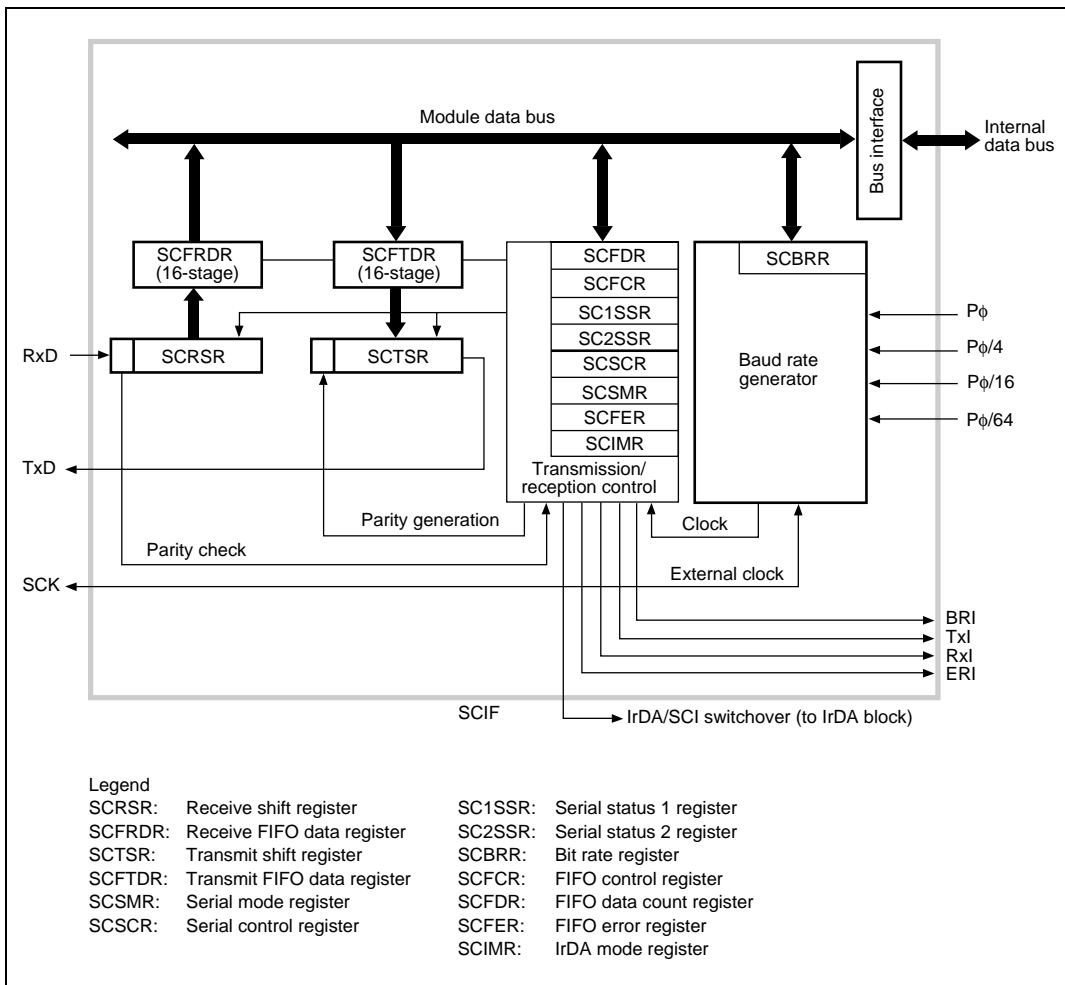 Module data bus
Bus interface
Internal
data bus
SCFRDR
(16-stage)
SCFTDR
(16-stage)
SCFDR
SCFCR
SC1SSR
SC2SSR
SCSCR
SCSMR
SCFER
SCIMR
Transmission/
reception control
SCBRR
Baud rate
generator
Pϕ
Pϕ/4
Pϕ/16
Pϕ/64
RxD
SCRSR
SCTSR
TxD
Parity generation
Parity check
Clock
SCK
External clock
BRI
TxI
RxI
ERI
SCIF
IrDA/SCI switchover (to IrDA block)
Legend
SCRSR: Receive shift register
SCFRDR: Receive FIFO data register
SCTSR: Transmit shift register
SCFTDR: Transmit FIFO data register
SCSMR: Serial mode register
SCSCR: Serial control register
SC1SSR: Serial status 1 register
SC2SSR: Serial status 2 register
SCBRR: Bit rate register
SCFCR: FIFO control register
SCFDR: FIFO data count register
SCFER: FIFO error register
SCIMR: IrDA mode register